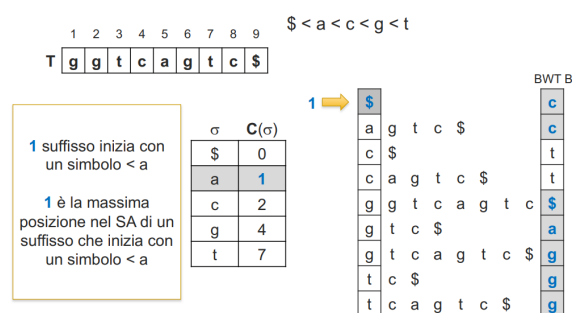 $ < a < c < g < t
1 2 3 4 5 6 7 8 9
T g g t c a g t c $
BWT B
1 $ c
a g t c $ c
c $ t
c a g t c $ t
g g t c a g t c $
g t c $ a
g t c a g t c $ g
t c $ g
t c a g t c $ g
1 suffisso inizia con
un simbolo < a
1 è la massima
posizione nel SA di un
suffisso che inizia con
un simbolo < a
σ C(σ)
$ 0
a 1
c 2
g 4
t 7